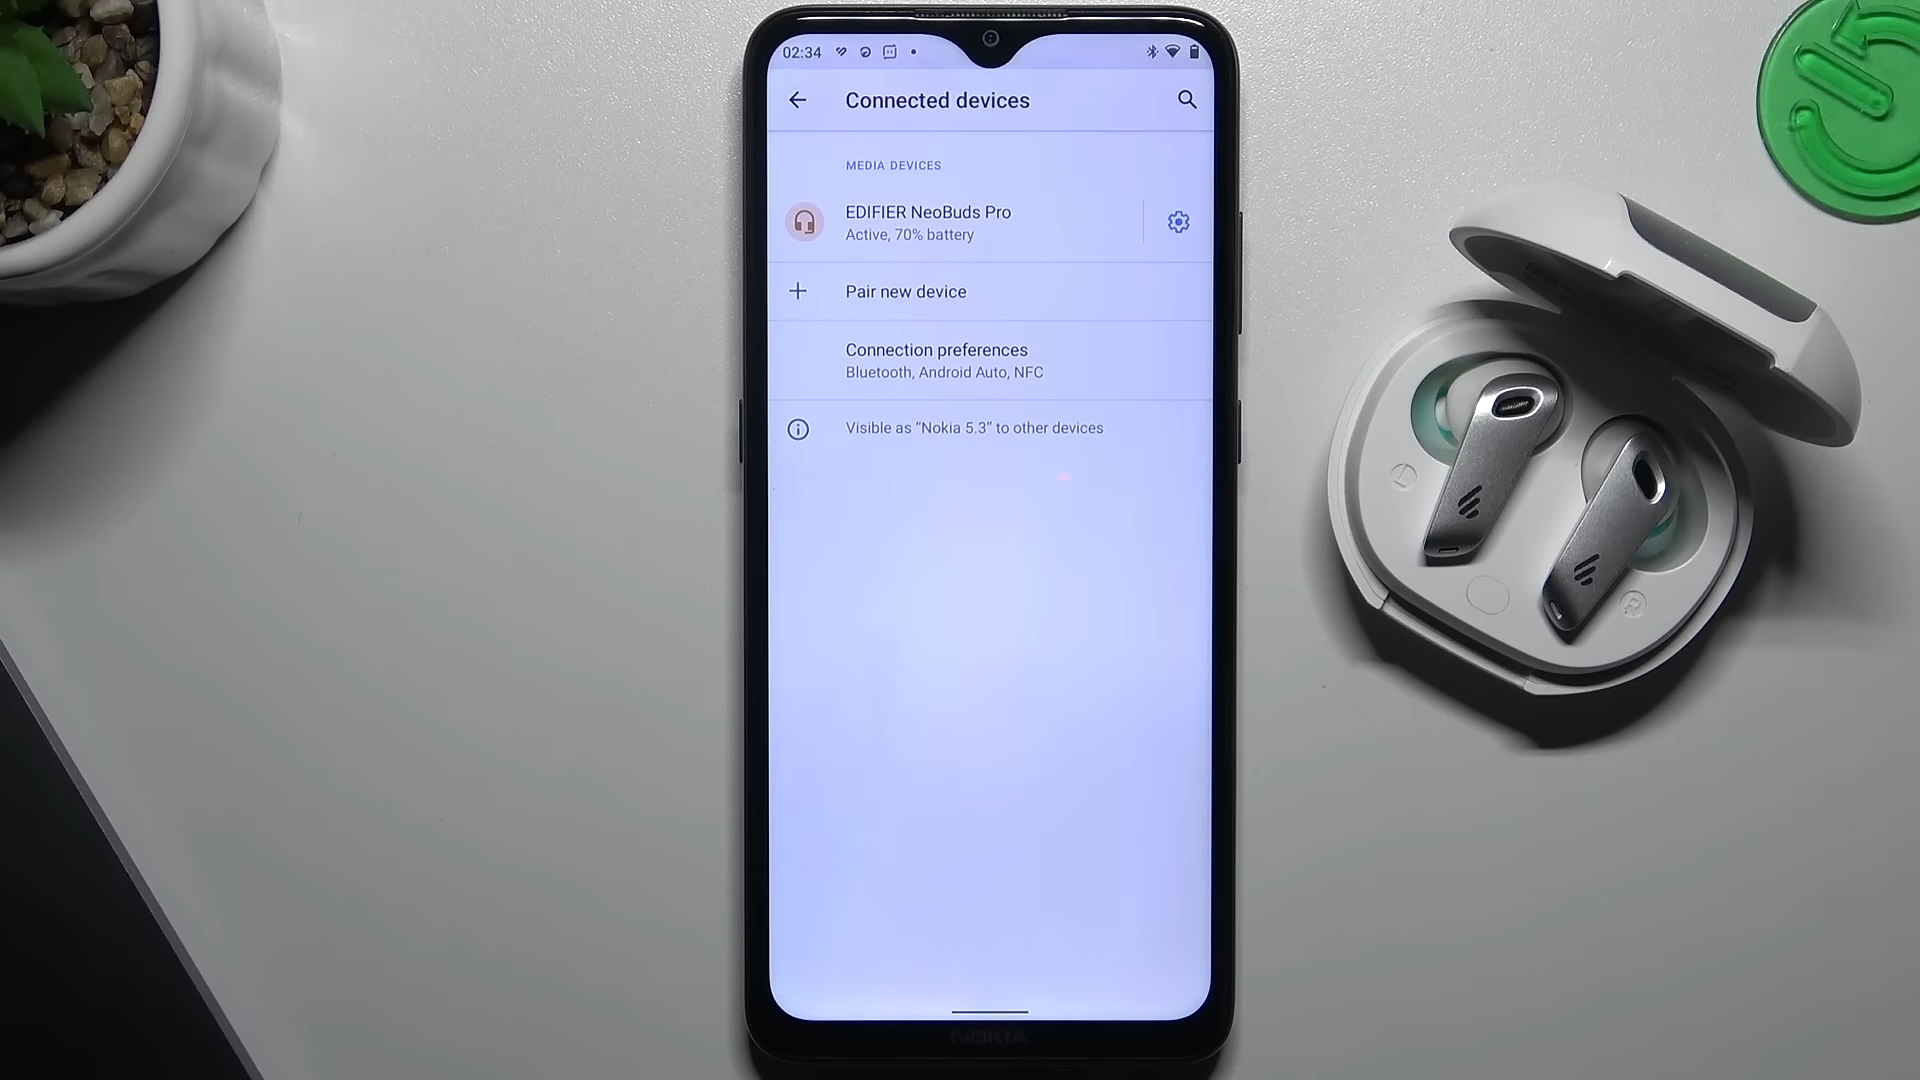 02:34
Connected devices
MEDIA DEVICES
EDIFIER NeoBuds Pro
Active, 70% battery
Pair new device
Connection preferences
Bluetooth, Android Auto, NFC
Visible as “Nokia 5.3” to other devices
NOKIA
L
R